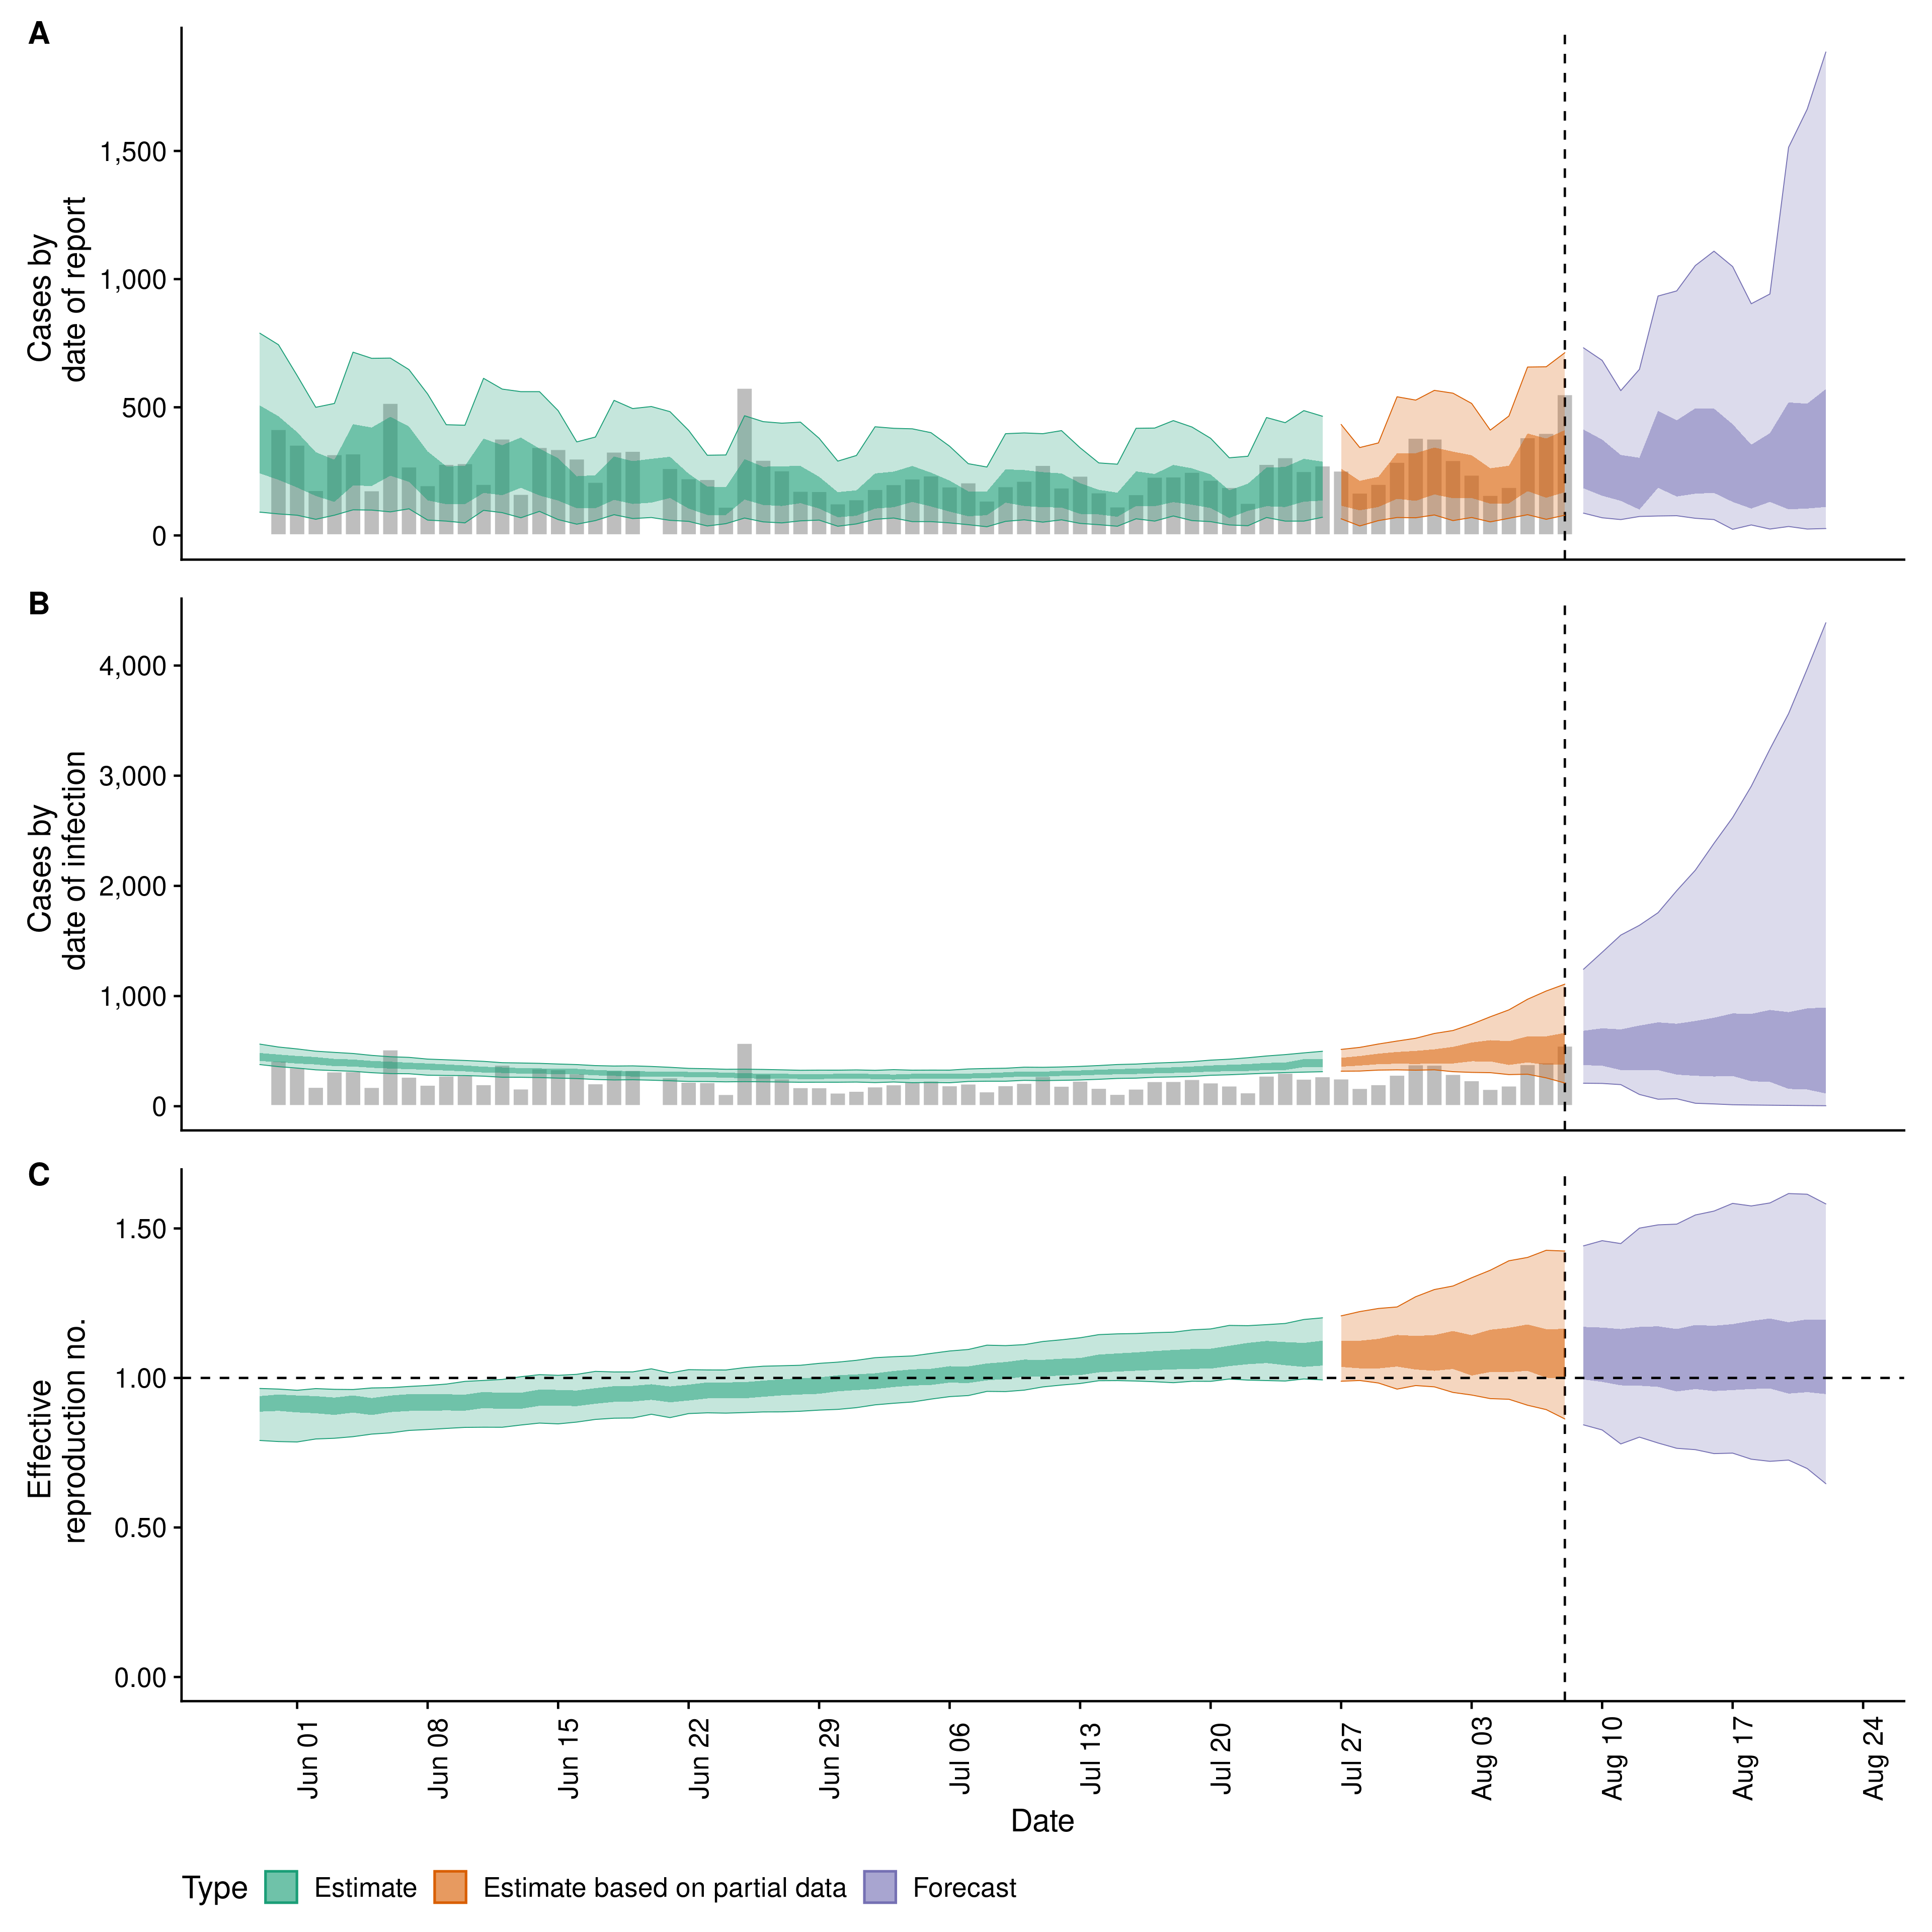 A
Cases by
date of report
1,500
1,000
500
0
B
Cases by
date of infection
4,000
3,000
2,000
1,000
0
C
Effective
reproduction no.
1.50
1.00
0.50
0.00
Jun 01
Jun 08
Jun 15
Jun 22
Jun 29
Jul 06
Jul 13
Jul 20
Jul 27
Aug 03
Aug 10
Aug 17
Aug 24
Date
Type Estimate Estimate based on partial data Forecast